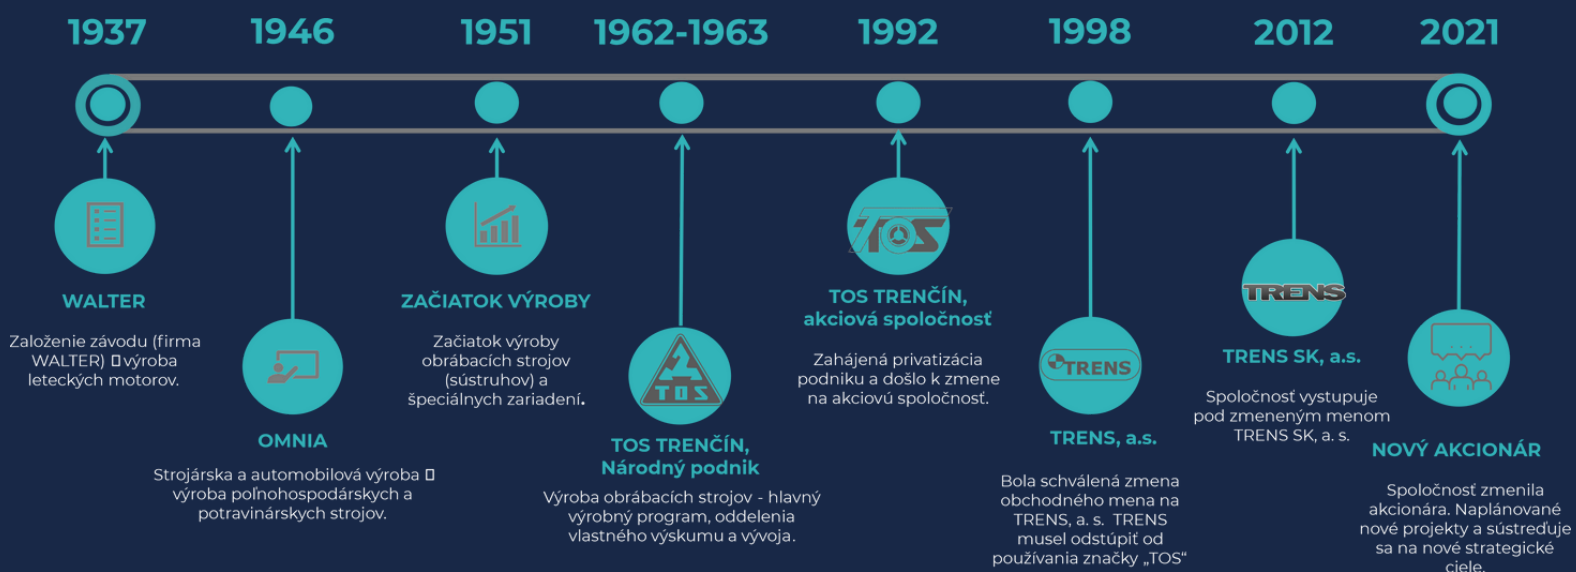 1937
1946
1951
1962-1963
1992
1998
2012
2021
WALTER
Založenie závodu (firma
WALTER) ▯ výroba
leteckých motorov.
OMNIA
Strojárska a automobilová výroba ▯
výroba poľnohospodárskych a
potravinárskych strojov.
ZAČIATOK VÝROBY
Začiatok výroby
obrábacích strojov
(sústruhov) a
špeciálnych zariadení.
TOS
TOS TRENČÍN,
Národný podnik
Výroba obrábacích strojov - hlavný
výrobný program, oddelenia
vlastného výskumu a vývoja.
TOS
TOS TRENČÍN,
akciová spoločnosť
Zahájená privatizácia
podniku a došlo k zmene
na akciovú spoločnosť.
TRENS
TRENS, a.s.
Bola schválená zmena
obchodného mena na
TRENS, a. s. TRENS
musel odstúpiť od
používania značky „TOS“
TRENS
TRENS SK, a.s.
Spoločnosť vystupuje
pod zmeneným menom
TRENS SK, a. s.
NOVÝ AKCIONÁR
Spoločnosť zmenila
akcionára. Naplánované
nové projekty a sústreďuje
sa na nové strategické
ciele.